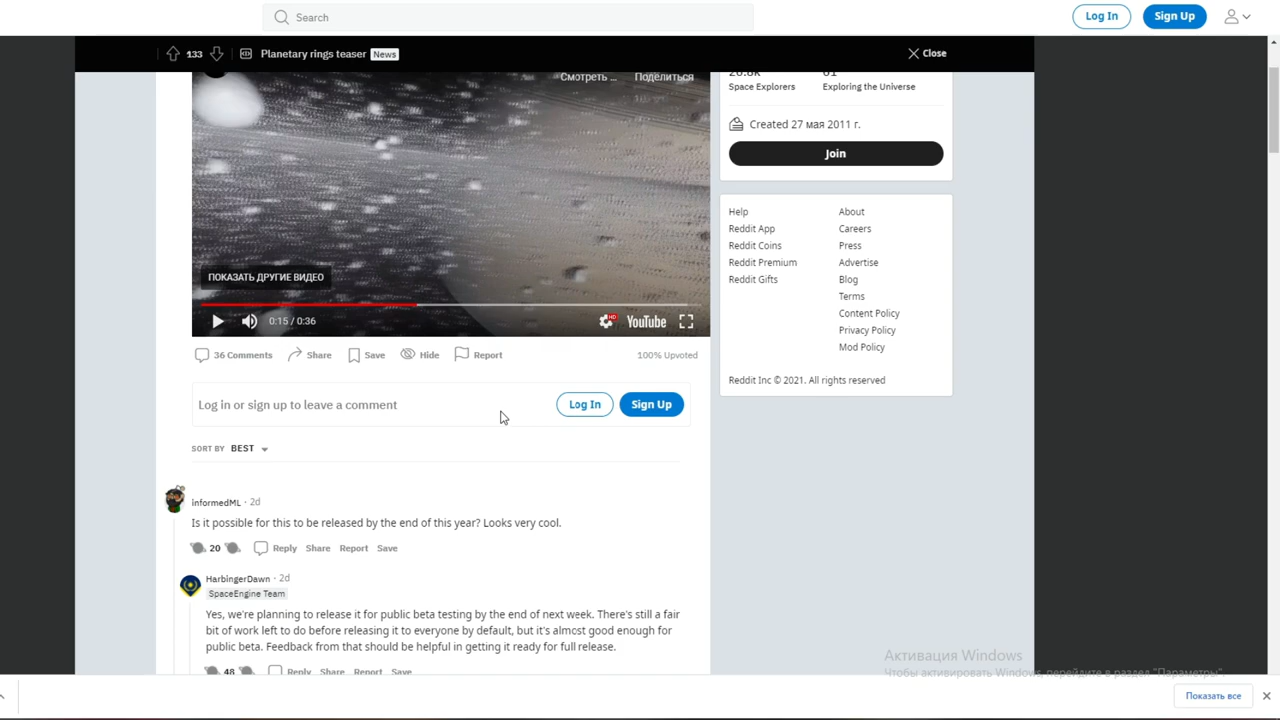 Search
Log In
Sign Up
133
Planetary rings teaser
News
Close
Смотреть ...
Поделиться
Space Explorers
Exploring the Universe
Created 27 мая 2011 г.
Join
Help
About
Reddit App
Careers
Reddit Coins
Press
Reddit Premium
Advertise
Reddit Gifts
Blog
Terms
Content Policy
Privacy Policy
Mod Policy
Reddit Inc © 2021. All rights reserved
ПОКАЗАТЬ ДРУГИЕ ВИДЕО
0:15 / 0:36
HD
YouTube
36 Comments
Share
Save
Hide
Report
100% Upvoted
Log in or sign up to leave a comment
Log In
Sign Up
SORT BY BEST
informedML · 2d
Is it possible for this to be released by the end of this year? Looks very cool.
20
Reply
Share
Report
Save
HarbingerDawn · 2d
SpaceEngine Team
Yes, we're planning to release it for public beta testing by the end of next week. There's still a fair
bit of work left to do before releasing it to everyone by default, but it's almost good enough for
public beta. Feedback from that should be helpful in getting it ready for full release.
48
Reply
Share
Report
Save
Активация Windows
Чтобы активировать Windows, перейдите в раздел "Параметры".
Показать все